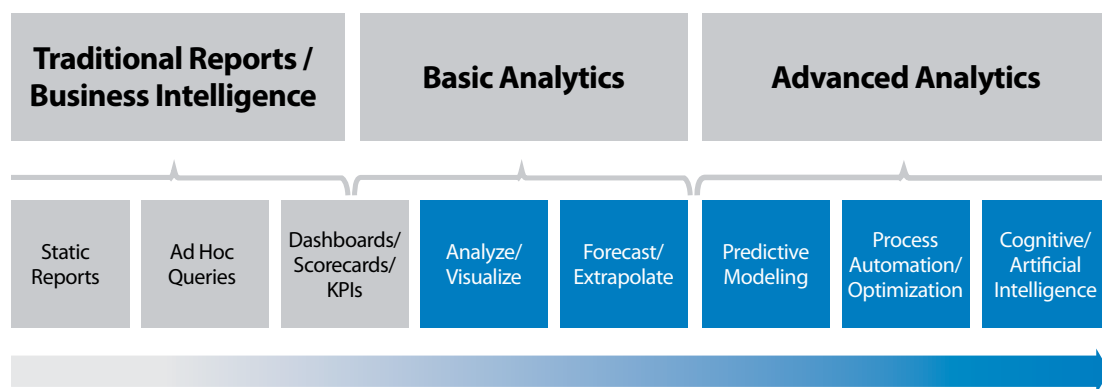 Traditional Reports /
Business Intelligence
Basic Analytics
Advanced Analytics
Static
Reports
Ad Hoc
Queries
Dashboards/
Scorecards/
KPIs
Analyze/
Visualize
Forecast/
Extrapolate
Predictive
Modeling
Process
Automation/
Optimization
Cognitive/
Artificial
Intelligence